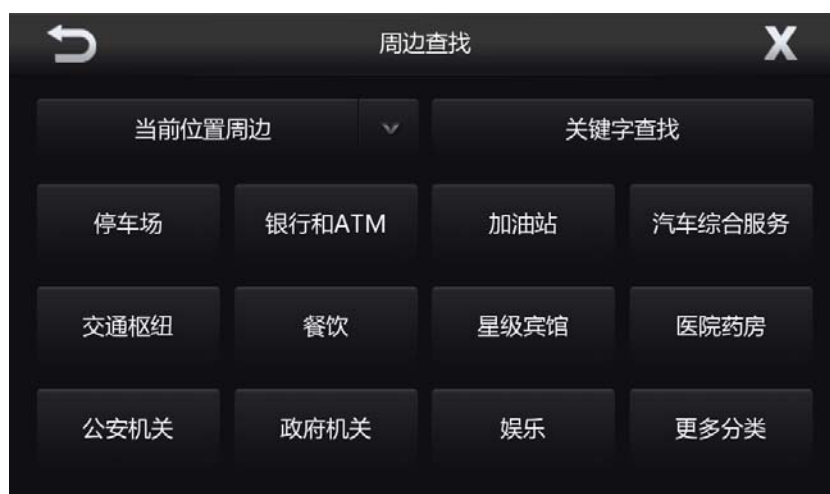 周边查找
当前位置周边 关键字查找
停车场 银行和ATM 加油站 汽车综合服务
交通枢纽 餐饮 星级宾馆 医院药房
公安机关 政府机关 娱乐 更多分类